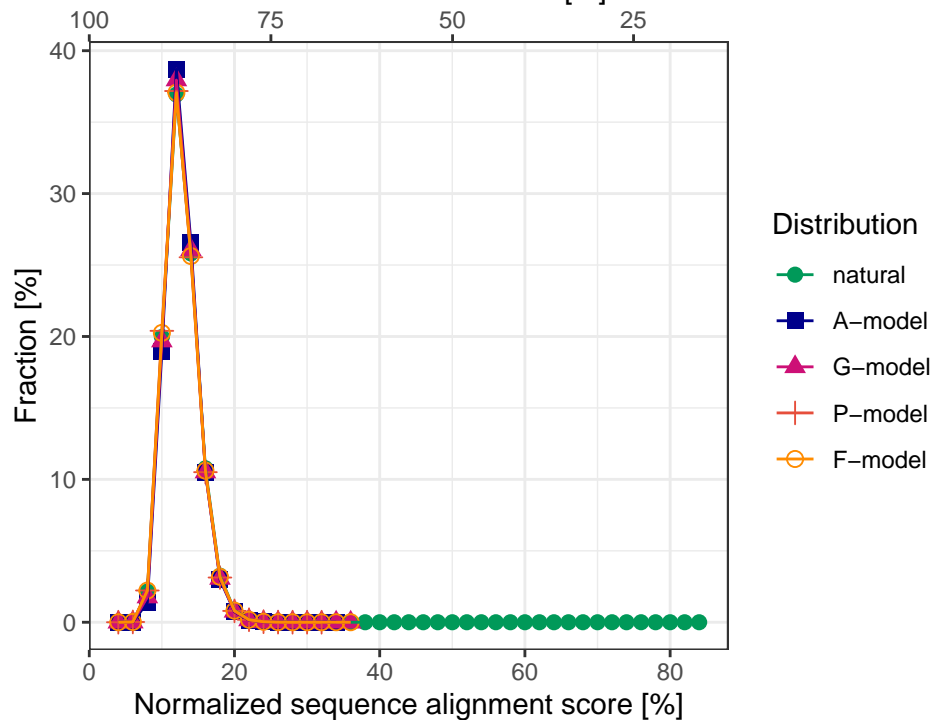 100 75 50 25
40
30
20
10
0
Fraction [%]
0 20 40 60 80
Normalized sequence alignment score [%]
Distribution
natural
A−model
G−model
P−model
F−model